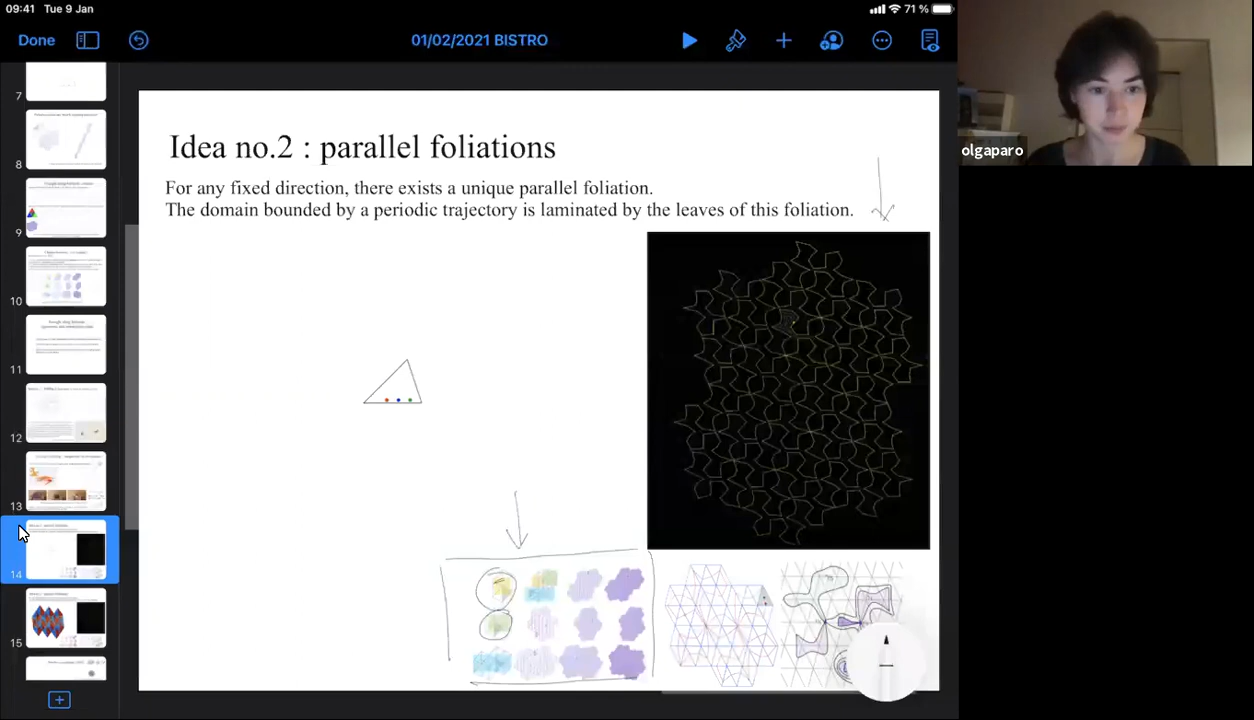 09:41 Tue 9 Jan
71 %
Done
01/02/2021 BISTRO
olgaparo
7
8
9
10
11
12
13
14
15
Idea no.2 : parallel foliations
For any fixed direction, there exists a unique parallel foliation.
The domain bounded by a periodic trajectory is laminated by the leaves of this foliation.